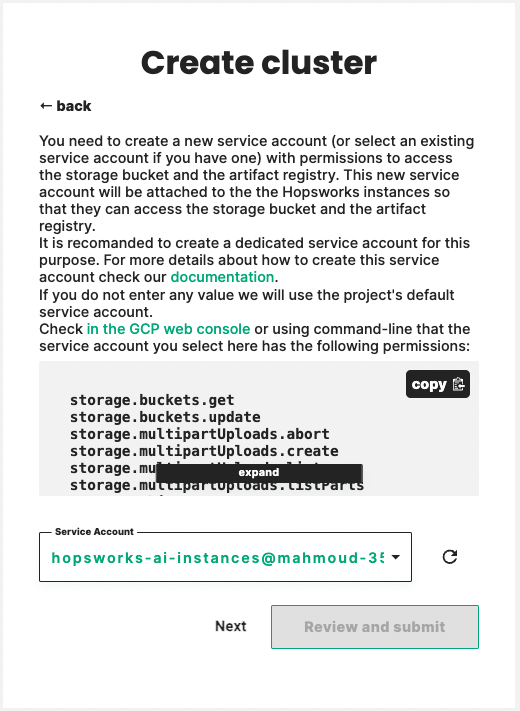 Create cluster
← back
You need to create a new service account (or select an existing
service account if you have one) with permissions to access
the storage bucket and the artifact registry. This new service
account will be attached to the the Hopsworks instances so
that they can access the storage bucket and the artifact
registry.
It is recomanded to create a dedicated service account for this
purpose. For more details about how to create this service
account check our documentation.
If you do not enter any value we will use the project's default
service account.
Check in the GCP web console or using command-line that the
service account you select here has the following permissions:
copy
storage.buckets.get
storage.buckets.update
storage.multipartUploads.abort
storage.multipartUploads.create
expand
storage.multipartUploads.listParts
Service Account
hopsworks-ai-instances@mahmoud-35
Next
Review and submit